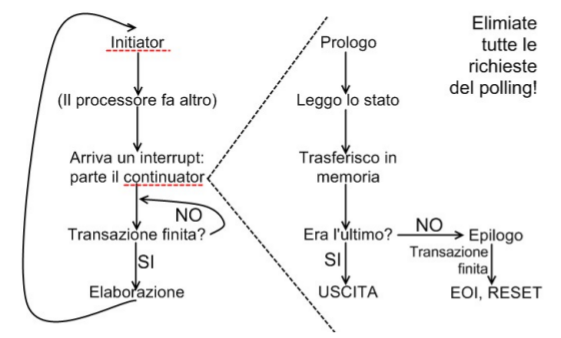 Initiator
(Il processore fa altro)
Arriva un interrupt:
parte il continuator
NO
Transazione finita?
SI
Elaborazione
Prologo
Leggo lo stato
Trasferisco in
memoria
Era l'ultimo?
NO
Epilogo
SI
Transazione
finita
USCITA
EOI, RESET
Elimiate
tutte le
richieste
del polling!